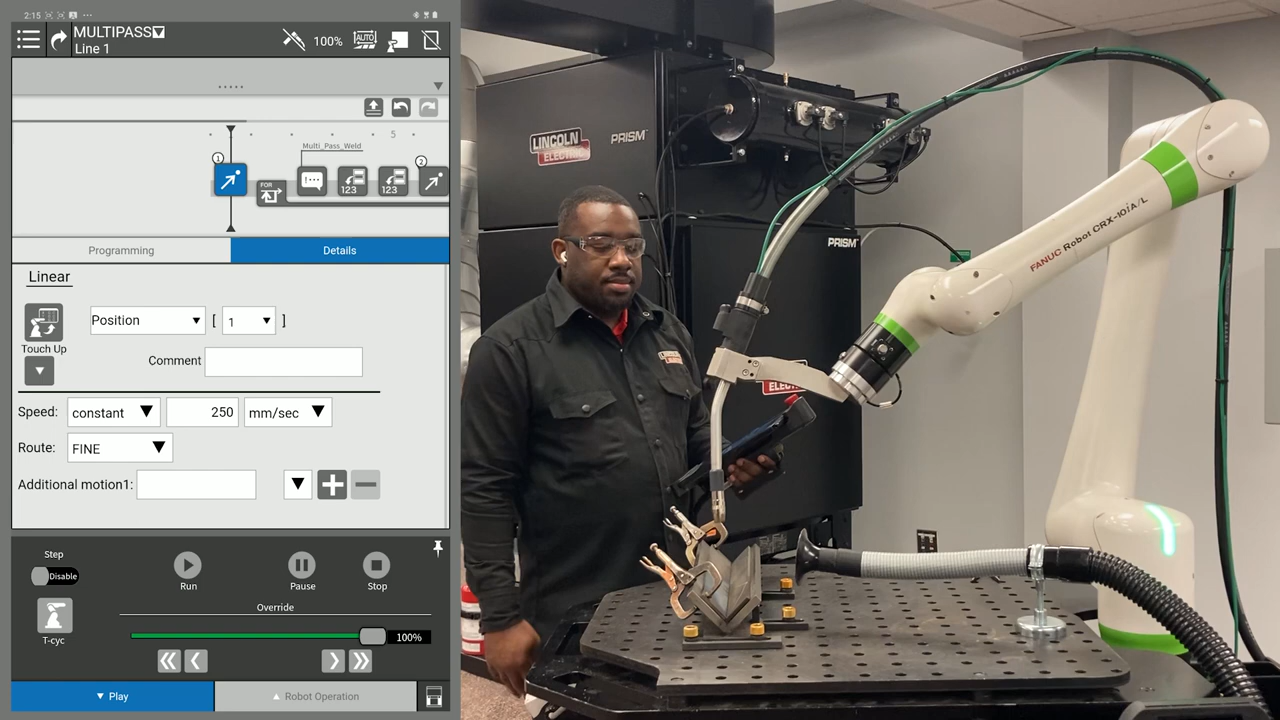 2:15
MULTIPASS
Line 1
100%
AUTO
5
Multi_Pass_Weld
1
2
FOR
123
123
Programming
Details
Linear
Position
[ 1 ]
Touch Up
Comment
Speed: constant 250 mm/sec
Route: FINE
Additional motion1:
Step
Disable
Run
Pause
Stop
T-cyc
Override
100%
Play
Robot Operation
LINCOLN
ELECTRIC
PRISM
PRISM
FANUC Robot CRX-10iA/L
LINCOLN